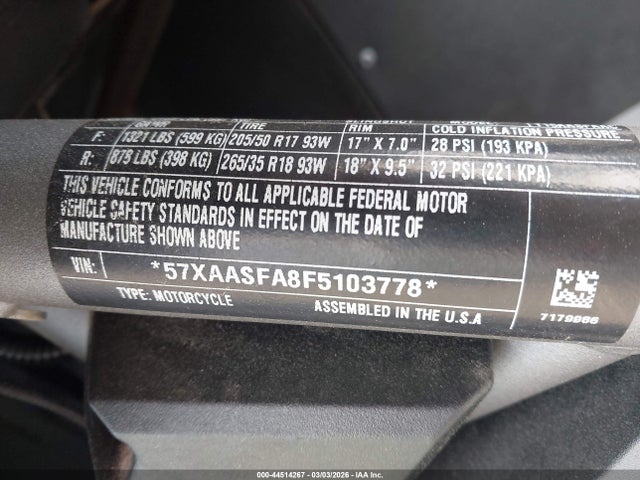 TIRE RIM COLD INFLATION PRESSURE
F: 1321 LBS (599 KG) 205/50 R17 93W 17" X 7.0" 28 PSI (193 KPA)
R: 878 LBS (398 KG) 265/35 R18 93W 18" X 9.5" 32 PSI (221 KPA)
THIS VEHICLE CONFORMS TO ALL APPLICABLE FEDERAL MOTOR
VEHICLE SAFETY STANDARDS IN EFFECT ON THE DATE OF
MANUFACTURE SHOWN ABOVE
VIN: *57XAASFA8F5103778*
TYPE: MOTORCYCLE ASSEMBLED IN THE U.S.A
7179966
000-44514267 - 03/03/2026 - IAA Inc.